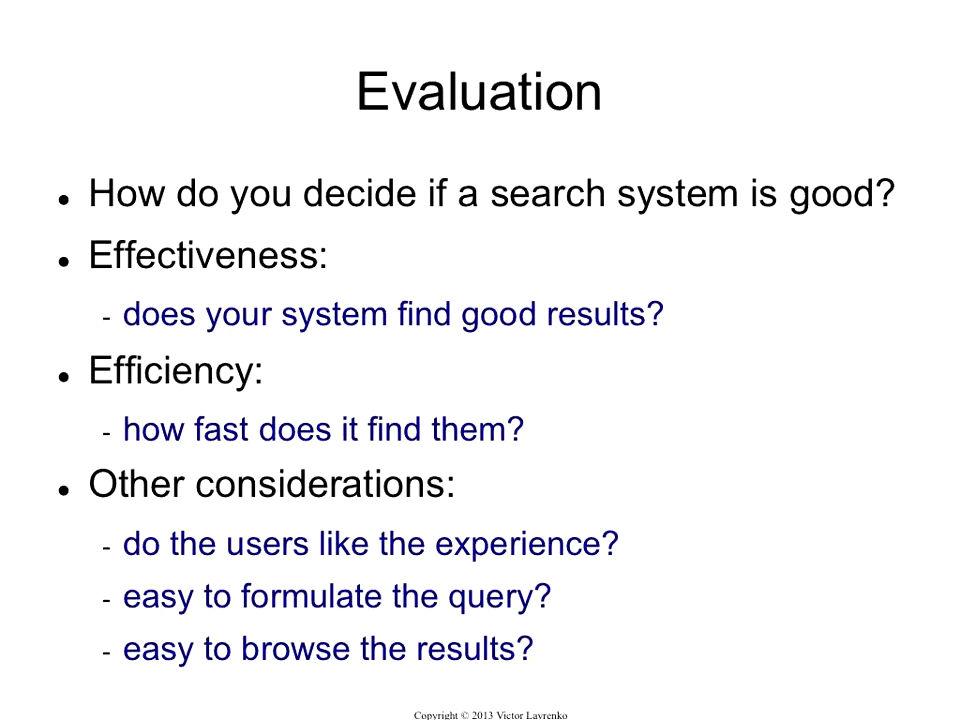 Evaluation
● How do you decide if a search system is good?
● Effectiveness:
- does your system find good results?
● Efficiency:
- how fast does it find them?
● Other considerations:
- do the users like the experience?
- easy to formulate the query?
- easy to browse the results?
Copyright © 2013 Victor Lavrenko